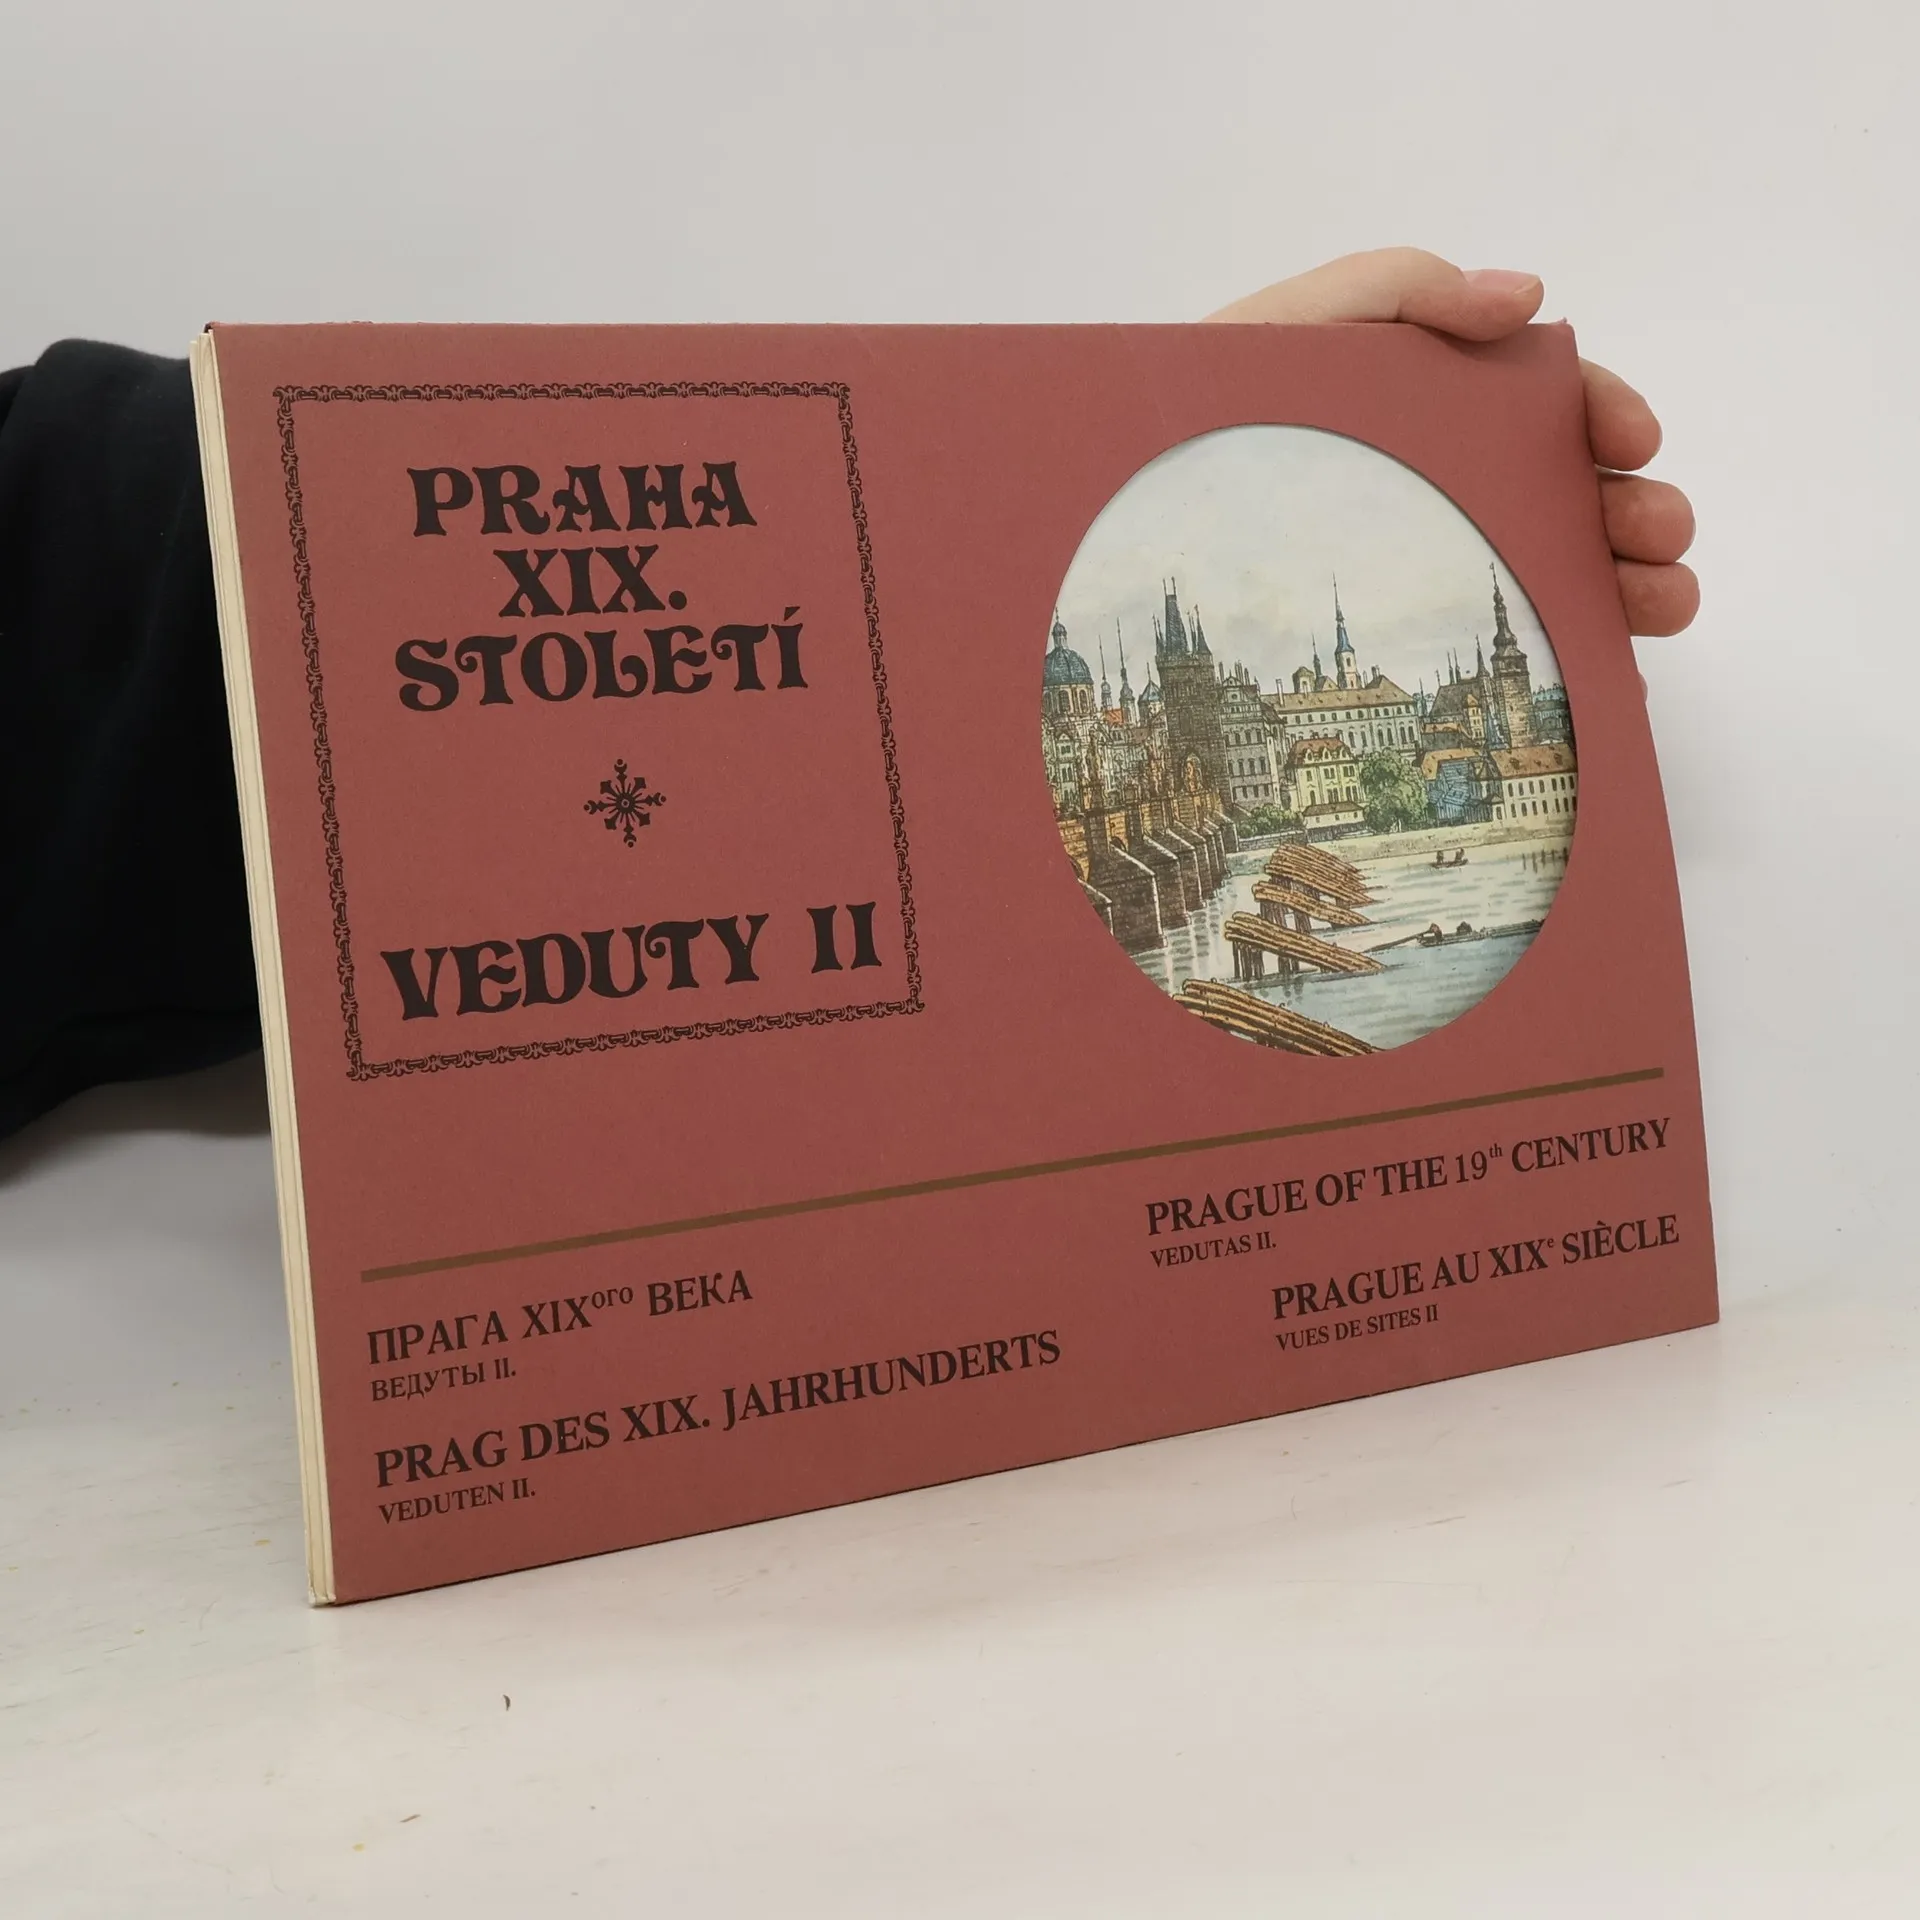 PRAHA
XIX.
STOLETÍ
VEDUTY II
ПРАГА XIXого ВЕКА
ВЕДУТЫ II.
PRAG DES XIX. JAHRHUNDERTS
VEDUTEN II.
PRAGUE OF THE 19th CENTURY
VEDUTAS II.
PRAGUE AU XIXe SIÈCLE
VUES DE SITES II